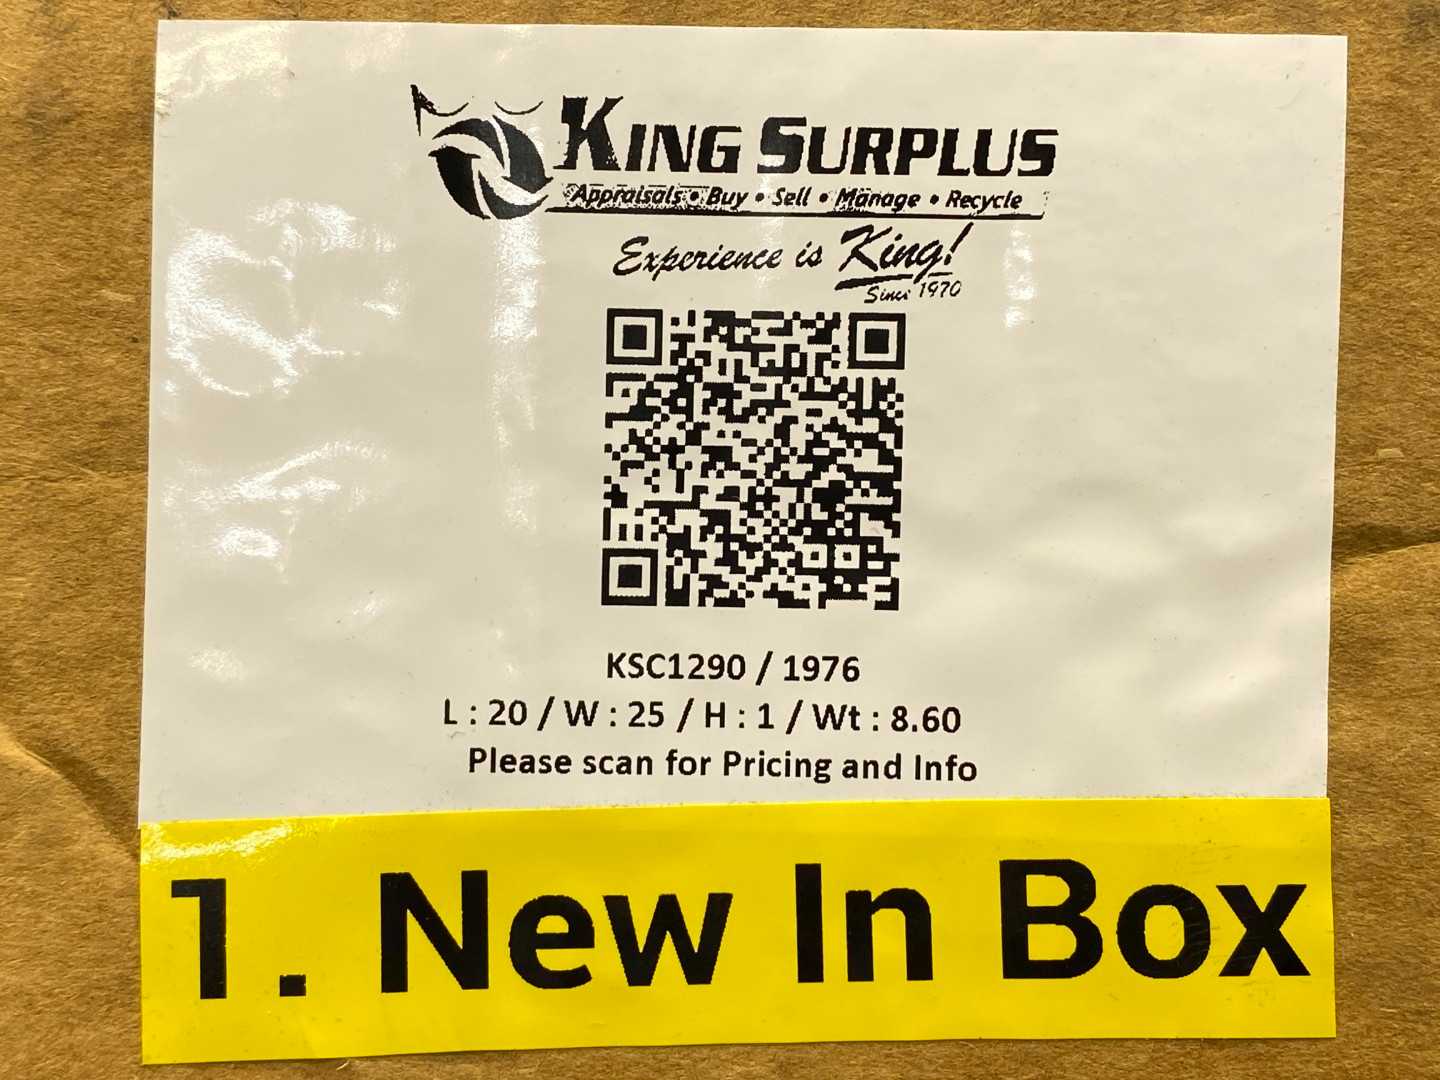 KING SURPLUS
Appraisals • Buy • Sell • Manage • Recycle
Experience is King!
Since 1970
KSC1290 / 1976
L : 20 / W : 25 / H : 1 / Wt : 8.60
Please scan for Pricing and Info
1. New In Box